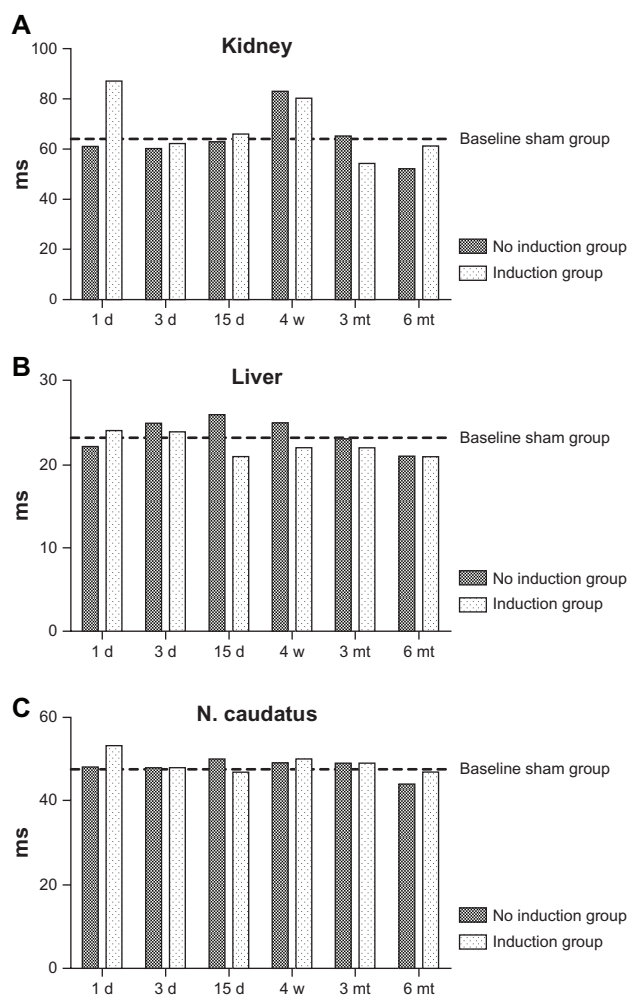 A
Kidney
100
80
60
40
20
0
ms
Baseline sham group
No induction group
Induction group
1 d 3 d 15 d 4 w 3 mt 6 mt
B
Liver
30
20
10
0
ms
Baseline sham group
No induction group
Induction group
1 d 3 d 15 d 4 w 3 mt 6 mt
C
N. caudatus
60
40
20
0
ms
Baseline sham group
No induction group
Induction group
1 d 3 d 15 d 4 w 3 mt 6 mt